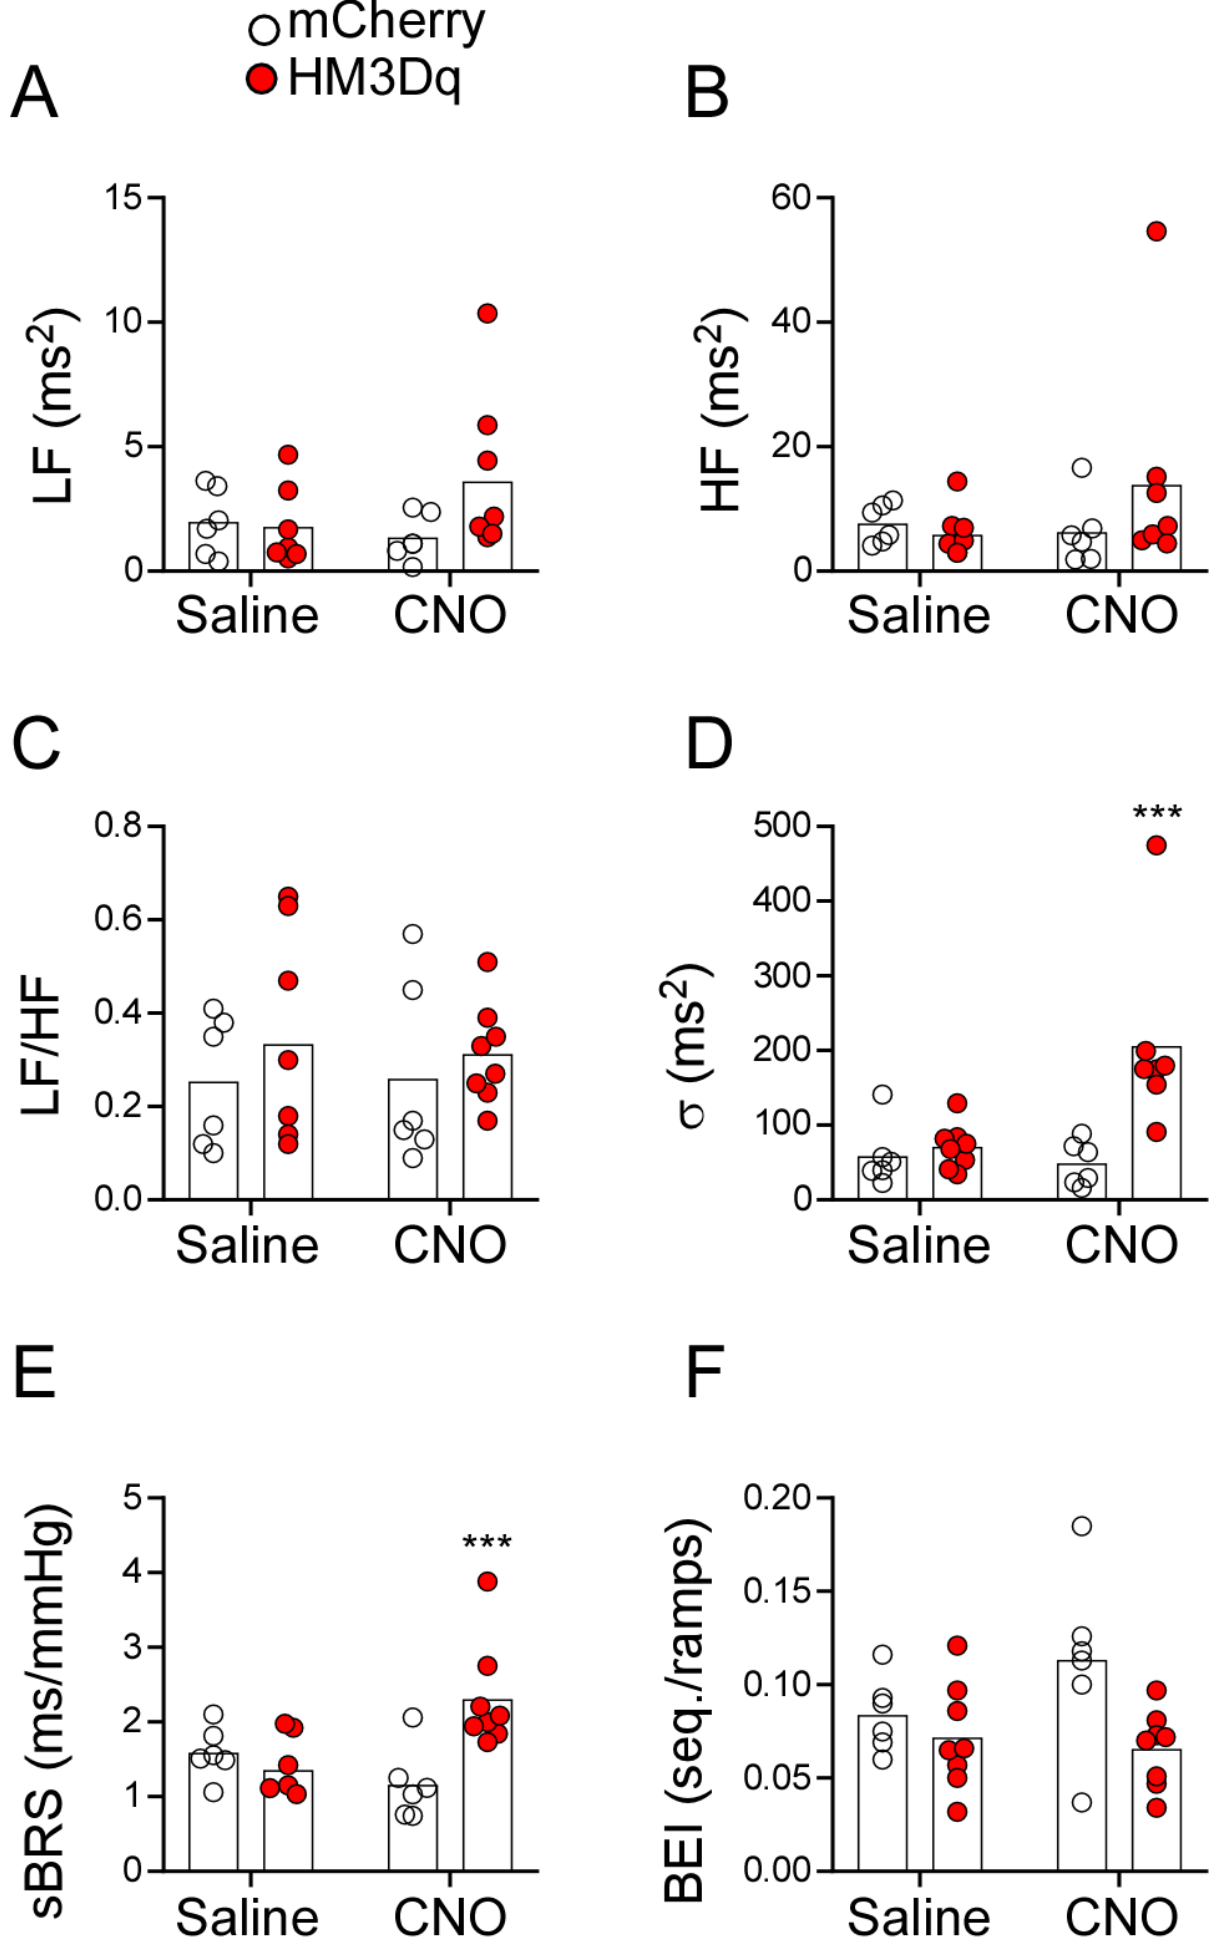 mCherry
HM3Dq
A
B
15
10
5
0
LF (ms²)
Saline CNO
60
40
20
0
HF (ms²)
Saline CNO
C
D
0.8
0.6
0.4
0.2
0.0
LF/HF
Saline CNO
***
500
400
300
200
100
0
σ (ms²)
Saline CNO
E
F
5
4
3
2
1
0
sBRS (ms/mmHg)
***
Saline CNO
0.20
0.15
0.10
0.05
0.00
BEI (seq./ramps)
Saline CNO